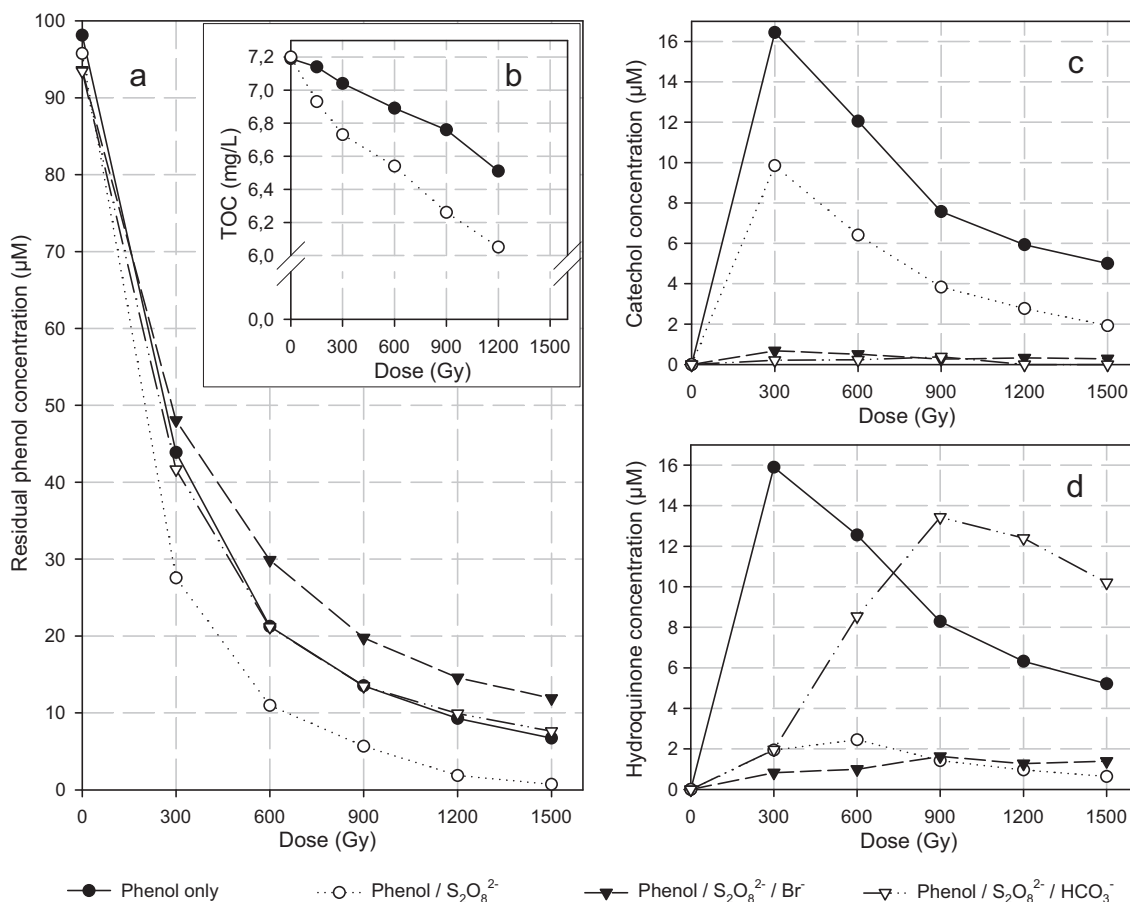 a
Residual phenol concentration (µM)
100
90
80
70
60
50
40
30
20
10
0
0 300 600 900 1200 1500
Dose (Gy)
b
TOC (mg/L)
7,2
7,0
6,8
6,6
6,4
6,2
6,0
0,0
0 300 600 900 1200 1500
Dose (Gy)
c
Catechol concentration (µM)
16
14
12
10
8
6
4
2
0
0 300 600 900 1200 1500
Dose (Gy)
d
Hydroquinone concentration (µM)
16
14
12
10
8
6
4
2
0
0 300 600 900 1200 1500
Dose (Gy)
Phenol only Phenol / S₂O₈²⁻ Phenol / S₂O₈²⁻ / Br⁻ Phenol / S₂O₈²⁻ / HCO₃⁻